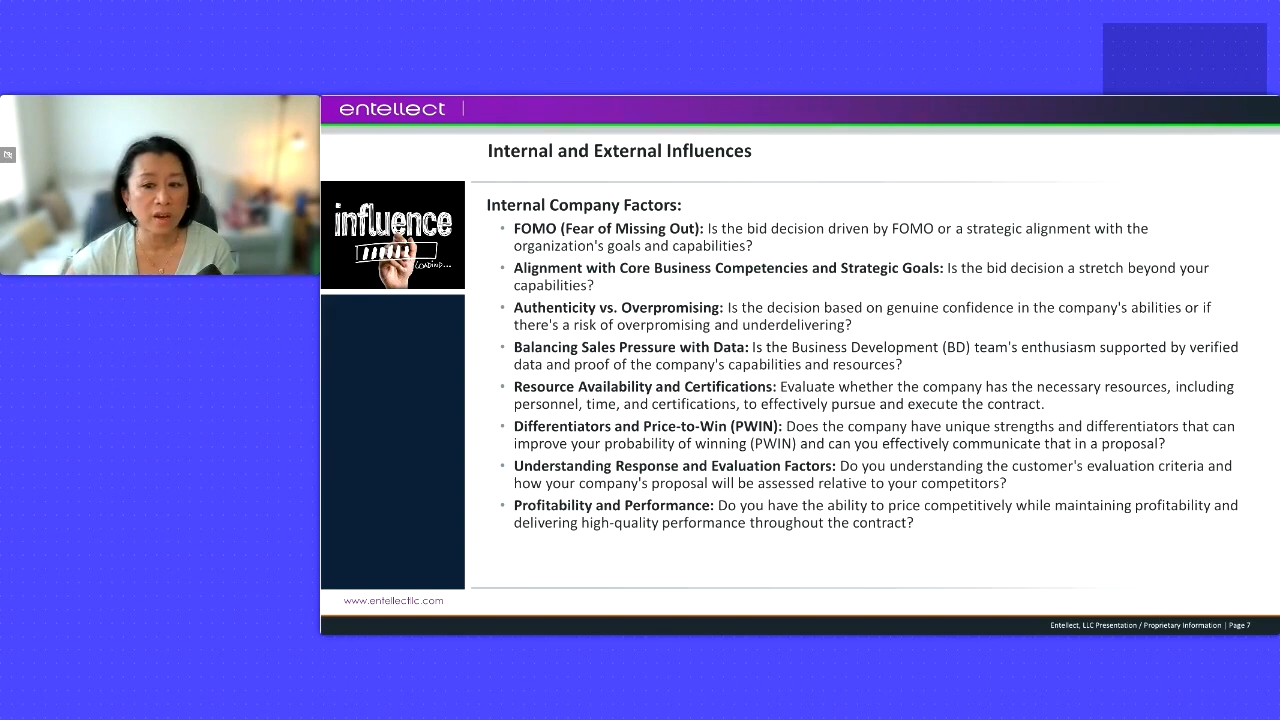 entellect
Internal and External Influences
influence
LOADING...
Internal Company Factors:
• FOMO (Fear of Missing Out): Is the bid decision driven by FOMO or a strategic alignment with the
organization's goals and capabilities?
• Alignment with Core Business Competencies and Strategic Goals: Is the bid decision a stretch beyond your
capabilities?
• Authenticity vs. Overpromising: Is the decision based on genuine confidence in the company's abilities or if
there's a risk of overpromising and underdelivering?
• Balancing Sales Pressure with Data: Is the Business Development (BD) team's enthusiasm supported by verified
data and proof of the company's capabilities and resources?
• Resource Availability and Certifications: Evaluate whether the company has the necessary resources, including
personnel, time, and certifications, to effectively pursue and execute the contract.
• Differentiators and Price-to-Win (PWIN): Does the company have unique strengths and differentiators that can
improve your probability of winning (PWIN) and can you effectively communicate that in a proposal?
• Understanding Response and Evaluation Factors: Do you understanding the customer's evaluation criteria and
how your company's proposal will be assessed relative to your competitors?
• Profitability and Performance: Do you have the ability to price competitively while maintaining profitability and
delivering high-quality performance throughout the contract?
www.entellectllc.com
Entellect, LLC Presentation / Proprietary Information | Page 7